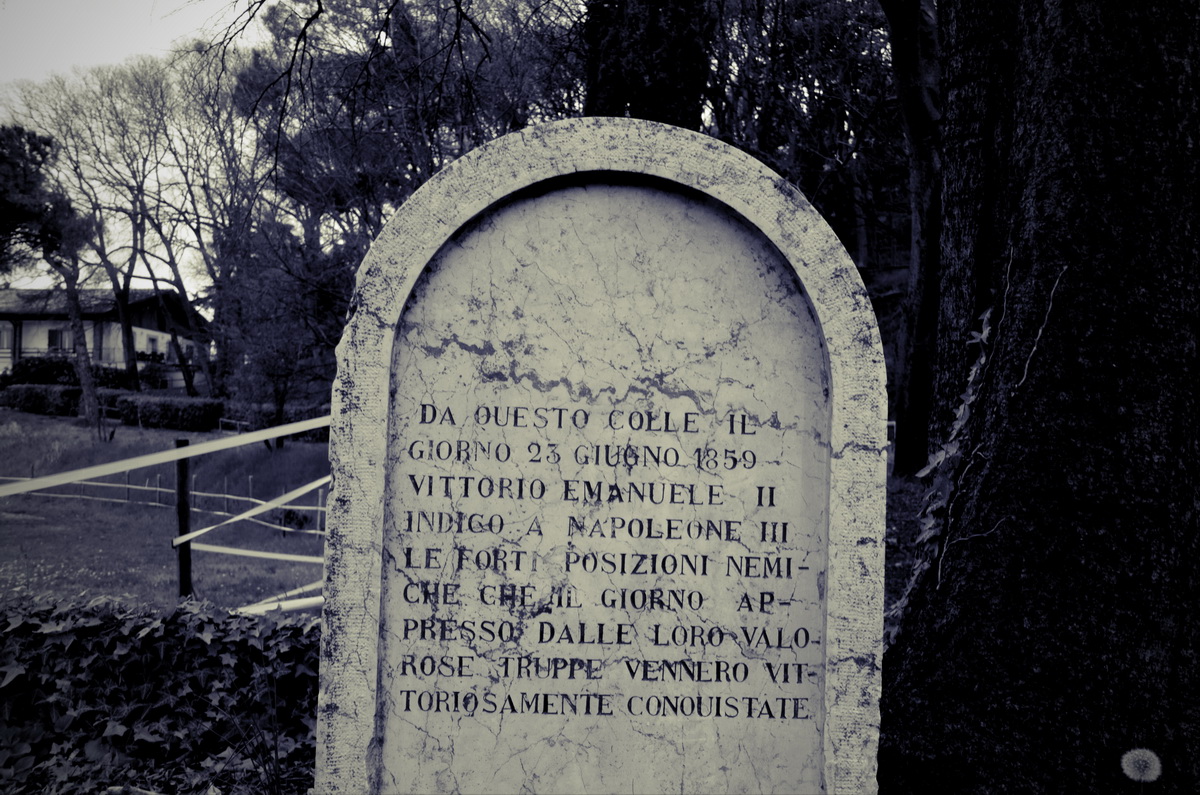 DA QUESTO COLLE IL
GIORNO 23 GIUGNO 1859
VITTORIO EMANUELE II
INDICO A NAPOLEONE III
LE FORTI POSIZIONI NEMI-
CHE CHE IL GIORNO AP-
PRESSO DALLE LORO VALO-
ROSE TRUPPE VENNERO VIT-
TORIOSAMENTE CONQUISTATE